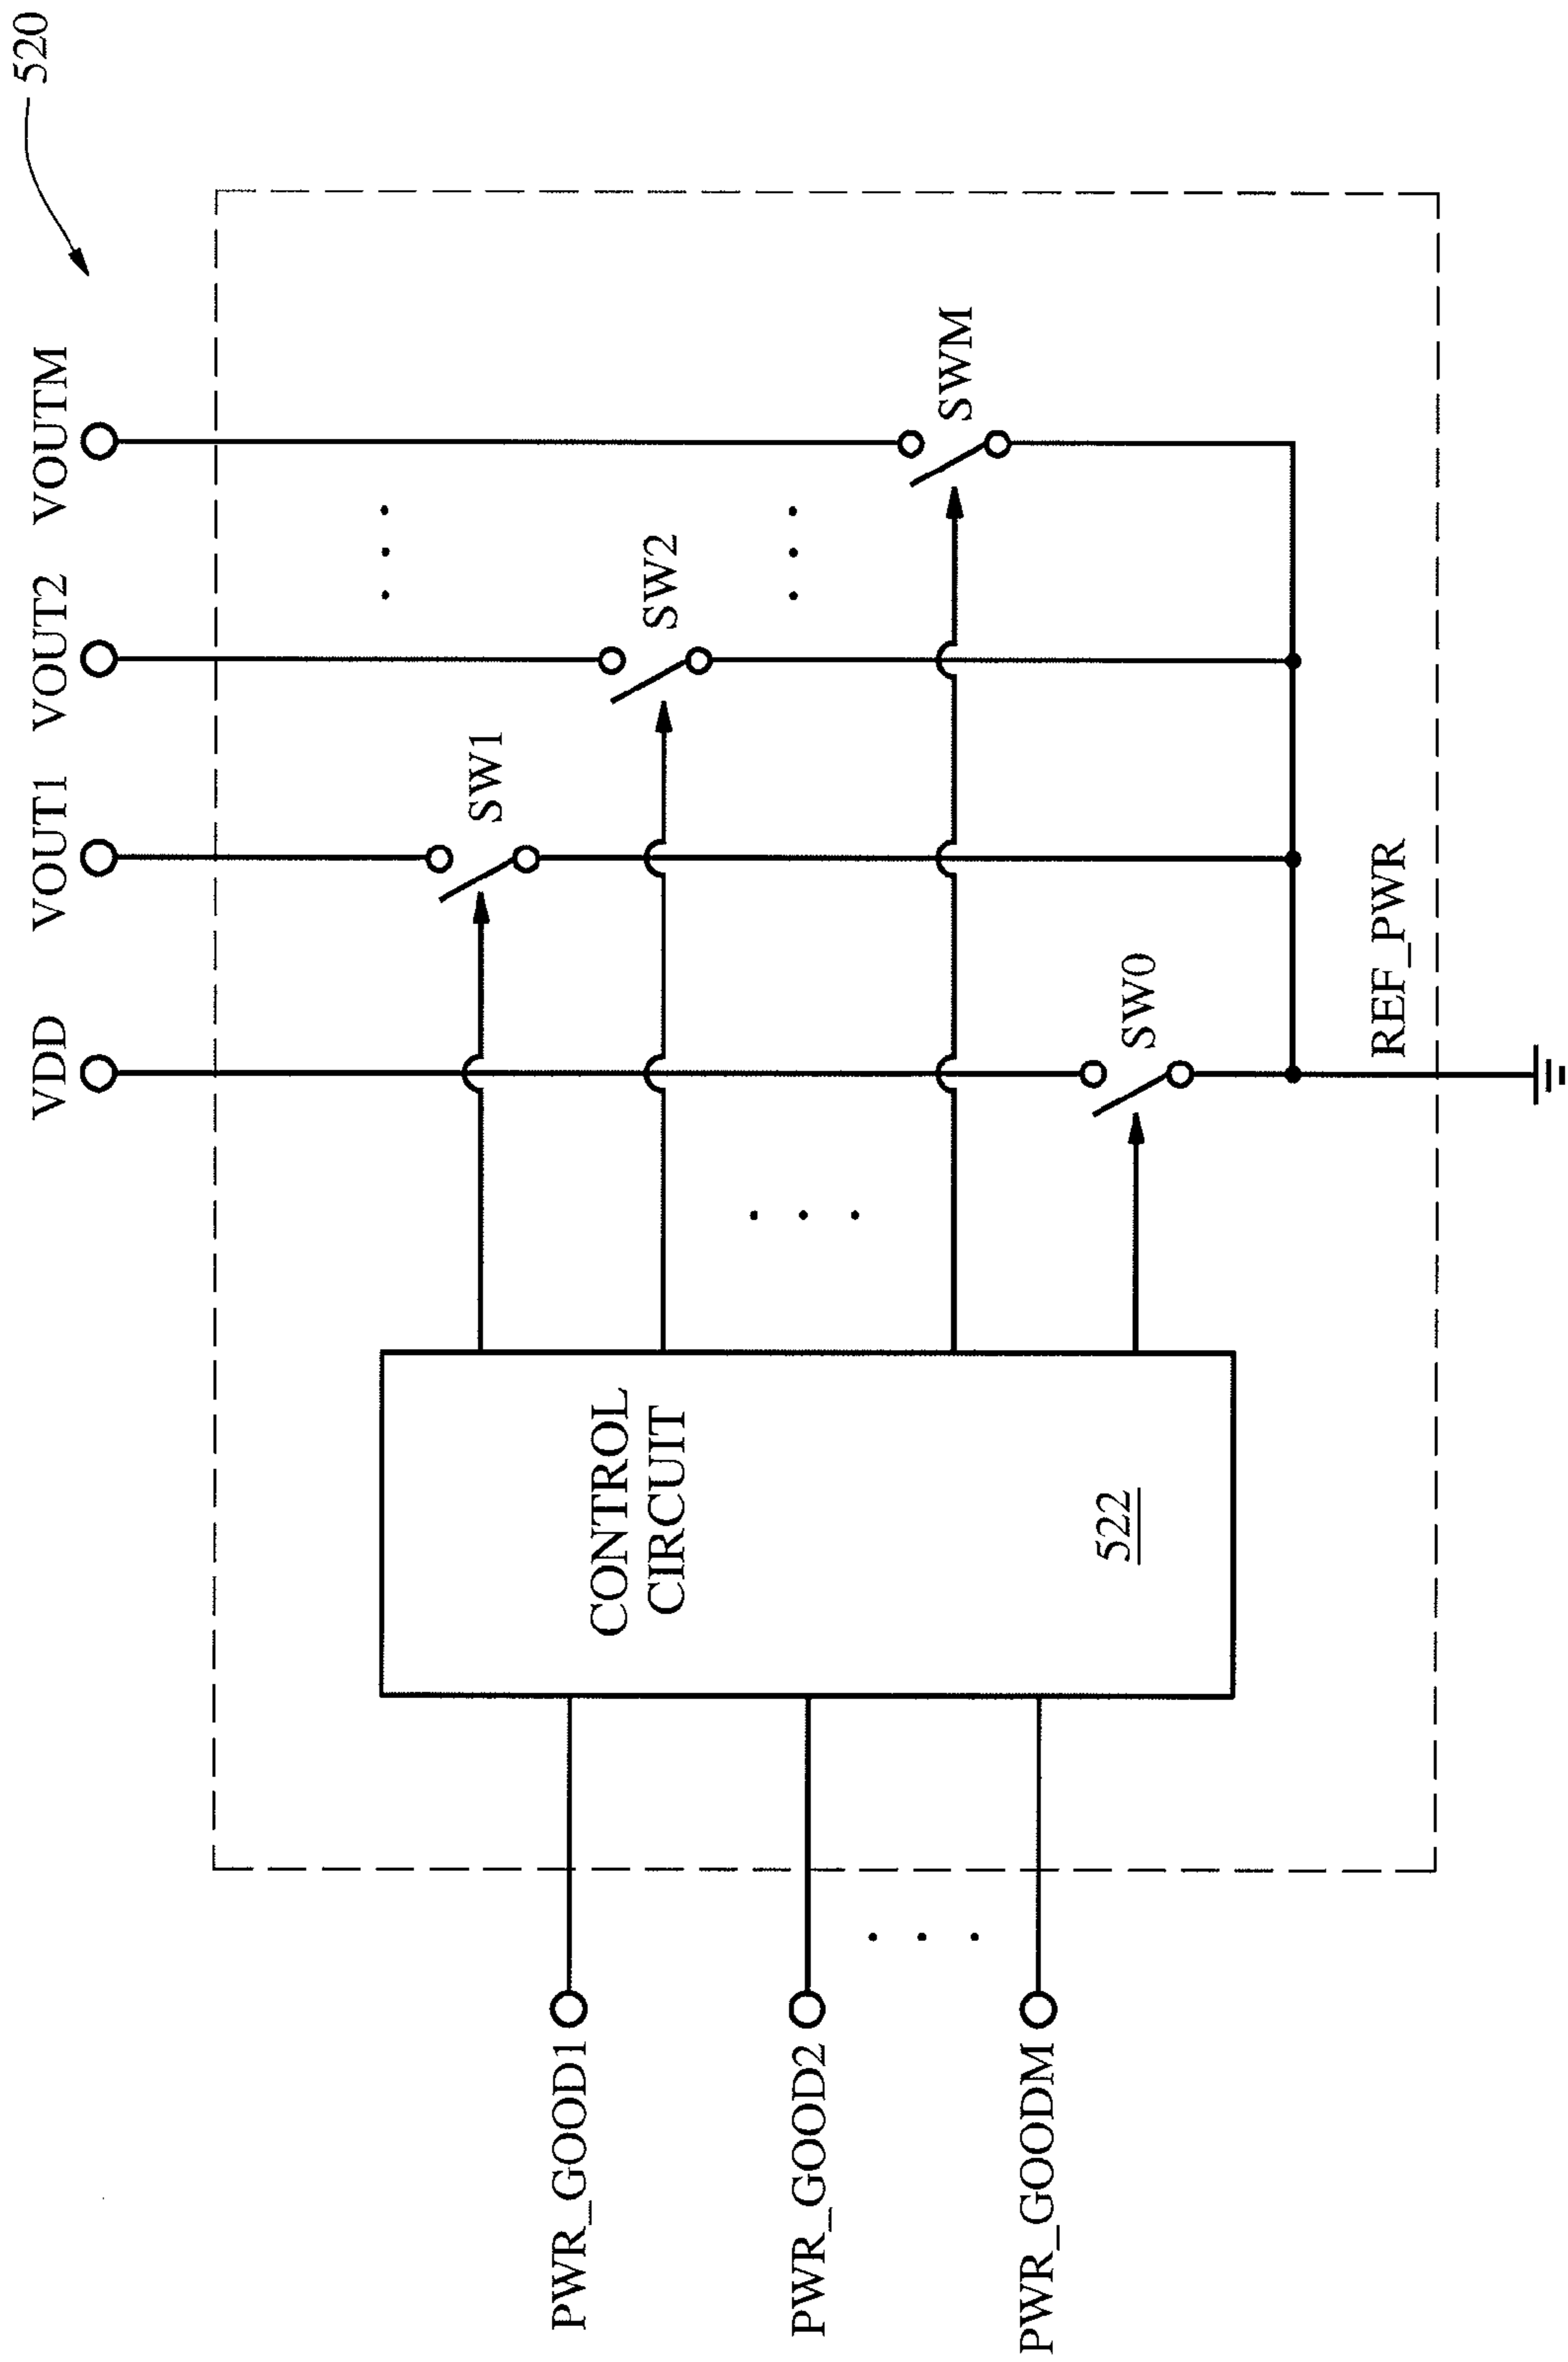 520
VDD
VOUT1
VOUT2
VOUTM
SW1
SW2
SWM
SW0
CONTROL
CIRCUIT
522
PWR_GOOD1
PWR_GOOD2
PWR_GOODM
REF_PWR